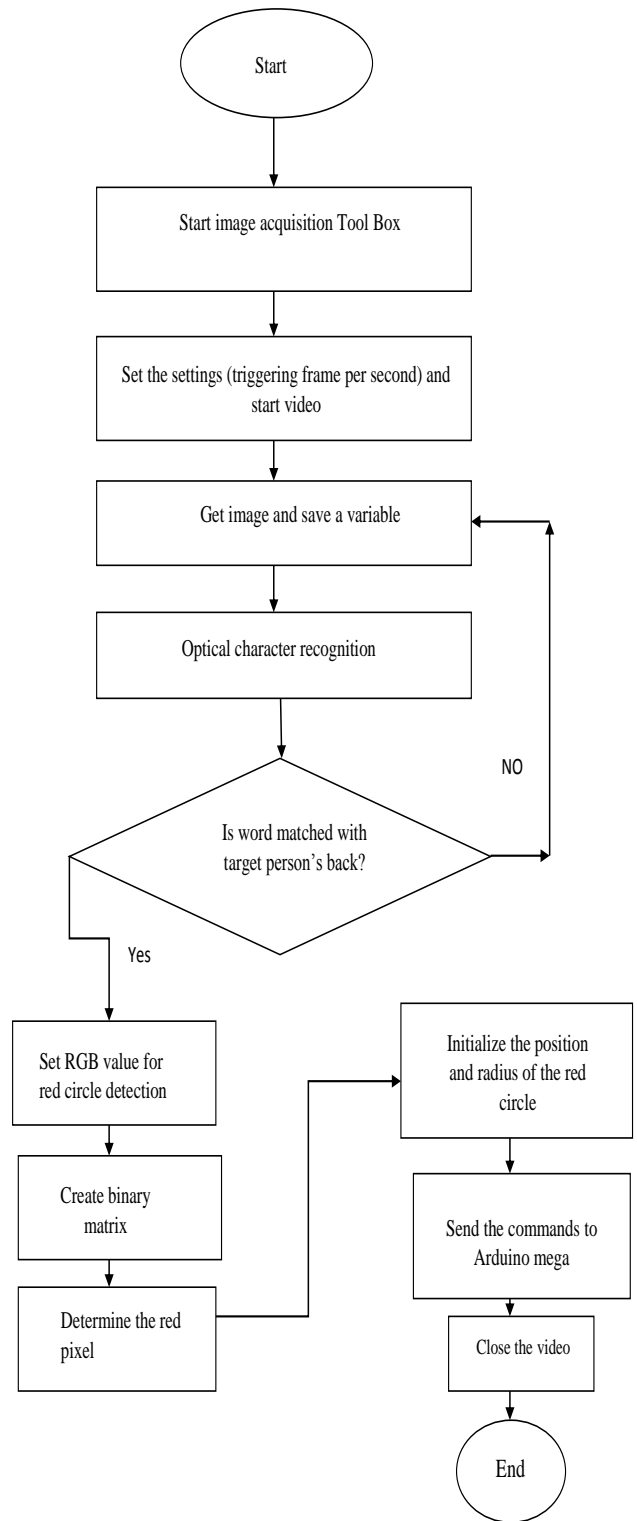 Start
Start image acquisition Tool Box
Set the settings (triggering frame per second) and
start video
Get image and save a variable
Optical character recognition
NO
Is word matched with
target person’s back?
Yes
Set RGB value for
red circle detection
Create binary
matrix
Determine the red
pixel
Initialize the position
and radius of the red
circle
Send the commands to
Arduino mega
Close the video
End